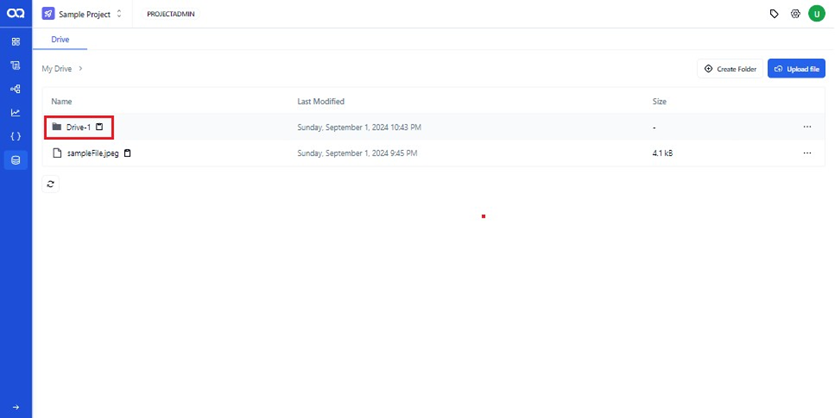 Sample Project PROJECTADMIN U
Drive
My Drive > Create Folder Upload file
Name Last Modified Size
Drive-1 Sunday, September 1, 2024 10:43 PM - ...
sampleFile.jpeg Sunday, September 1, 2024 9:45 PM 4.1 kB ...